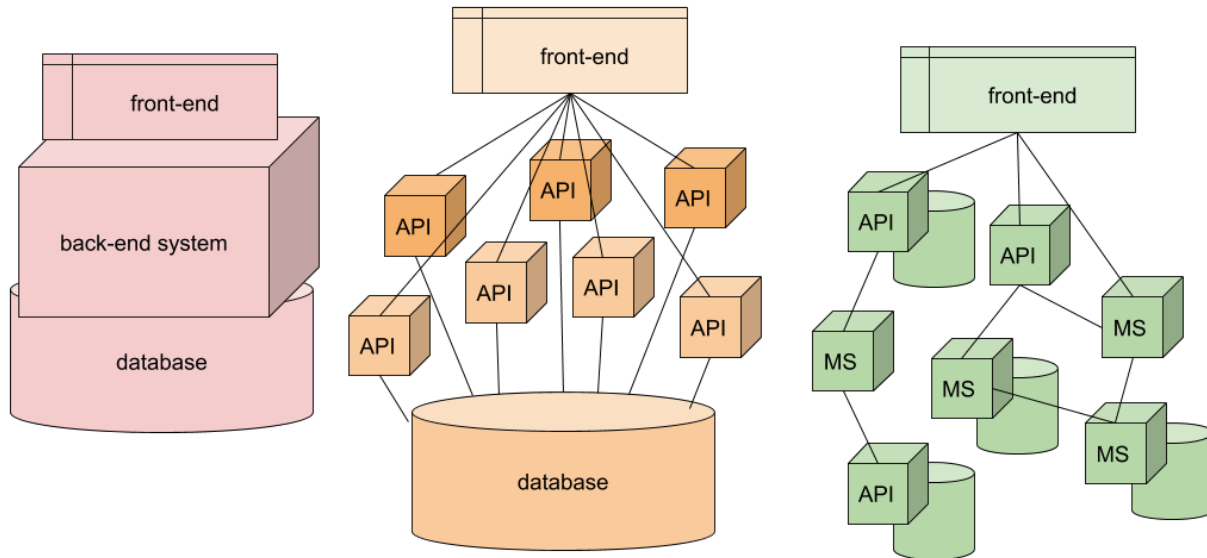 front-end
back-end system
database
front-end
API
API
API
API
API
API
API
database
front-end
API
API
MS
MS
MS
MS
API